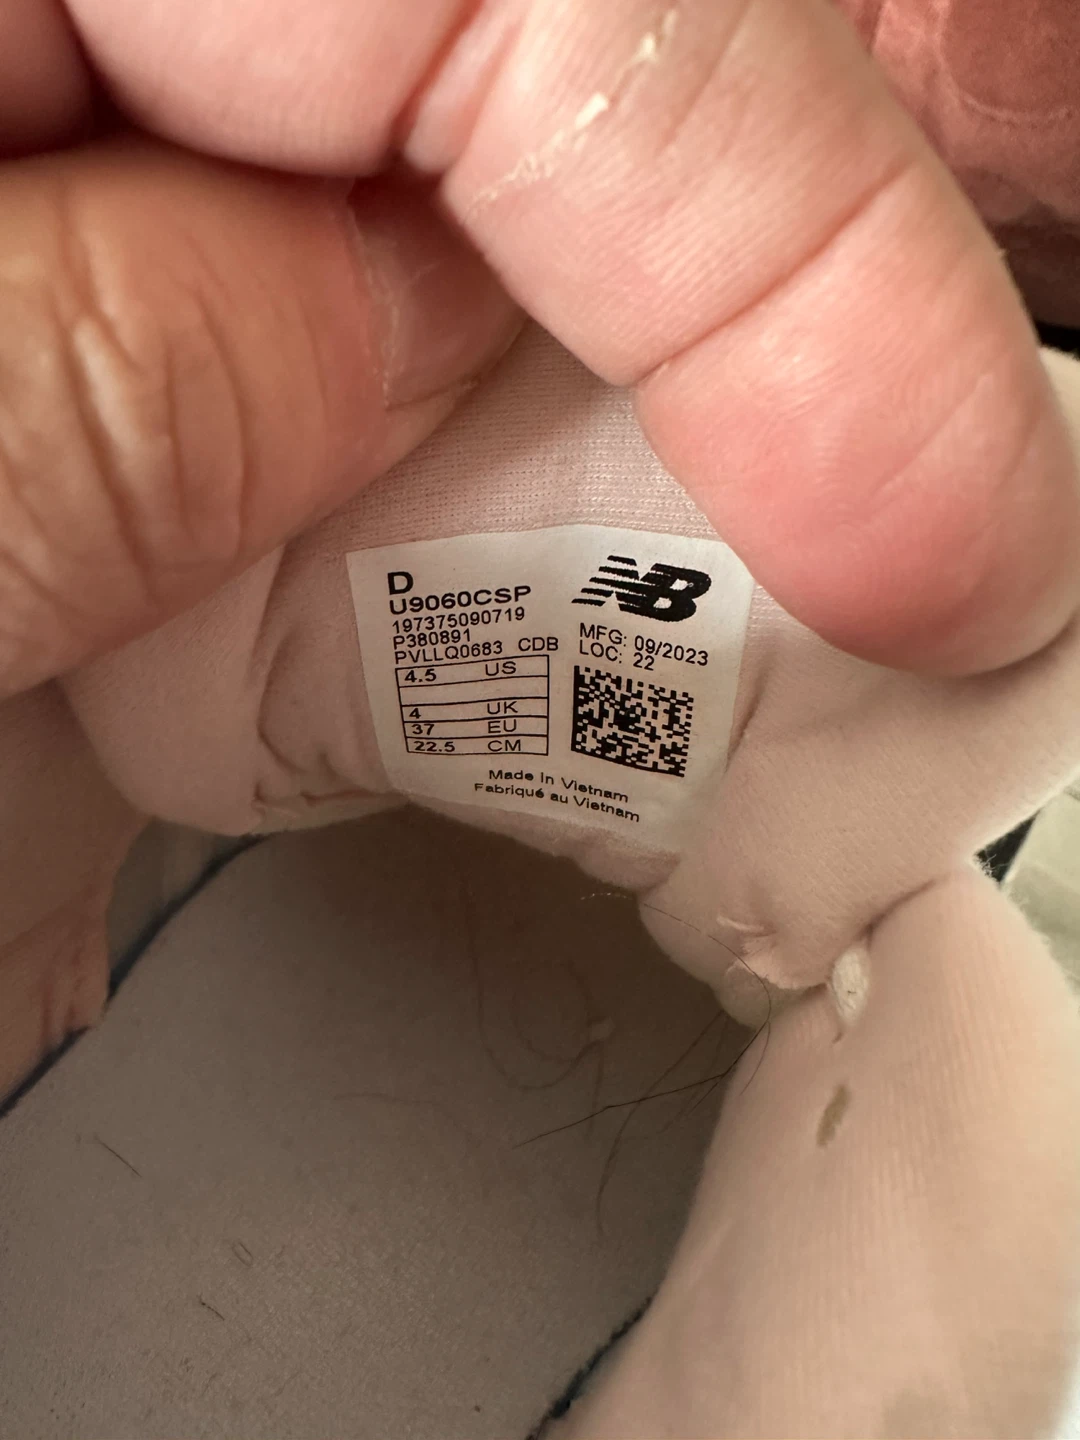 D
U9060CSP
197375090719
P380891
PVLLQ0683 CDB
4.5 US
4 UK
37 EU
22.5 CM
NB
MFG: 09/2023
LOC: 22
Made In Vietnam
Fabriqué au Vietnam